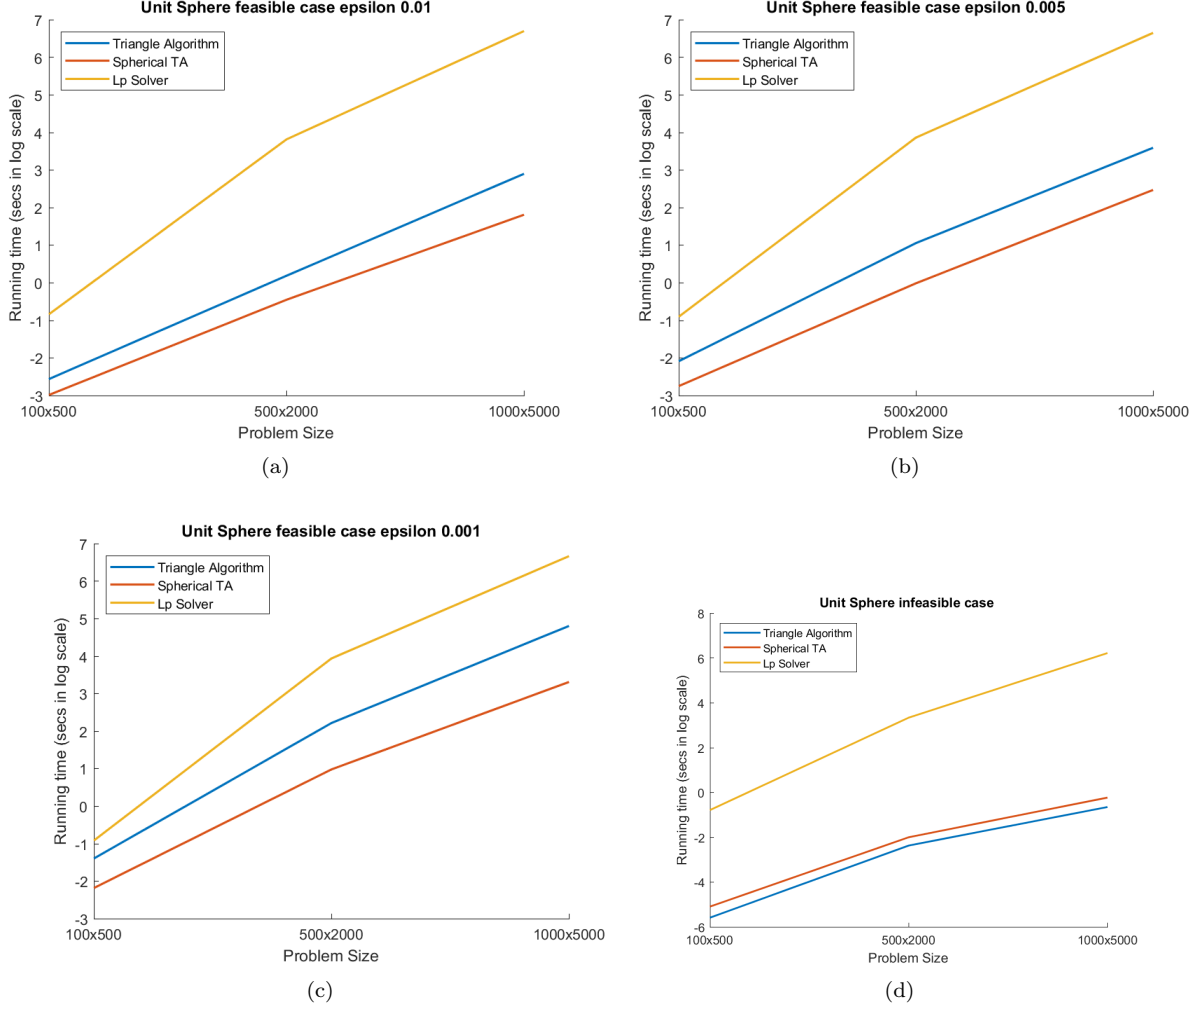 Unit Sphere feasible case epsilon 0.01
7
6
5
4
3
2
1
0
-1
-2
-3
Running time (secs in log scale)
Triangle Algorithm
Spherical TA
Lp Solver
100x500
500x2000
1000x5000
Problem Size
(a)
Unit Sphere feasible case epsilon 0.005
7
6
5
4
3
2
1
0
-1
-2
-3
Running time (secs in log scale)
Triangle Algorithm
Spherical TA
Lp Solver
100x500
500x2000
1000x5000
Problem Size
(b)
Unit Sphere feasible case epsilon 0.001
7
6
5
4
3
2
1
0
-1
-2
-3
Running time (secs in log scale)
Triangle Algorithm
Spherical TA
Lp Solver
100x500
500x2000
1000x5000
Problem Size
(c)
Unit Sphere infeasible case
8
6
4
2
0
-2
-4
-6
Running time (secs in log scale)
Triangle Algorithm
Spherical TA
Lp Solver
100x500
500x2000
1000x5000
Problem Size
(d)